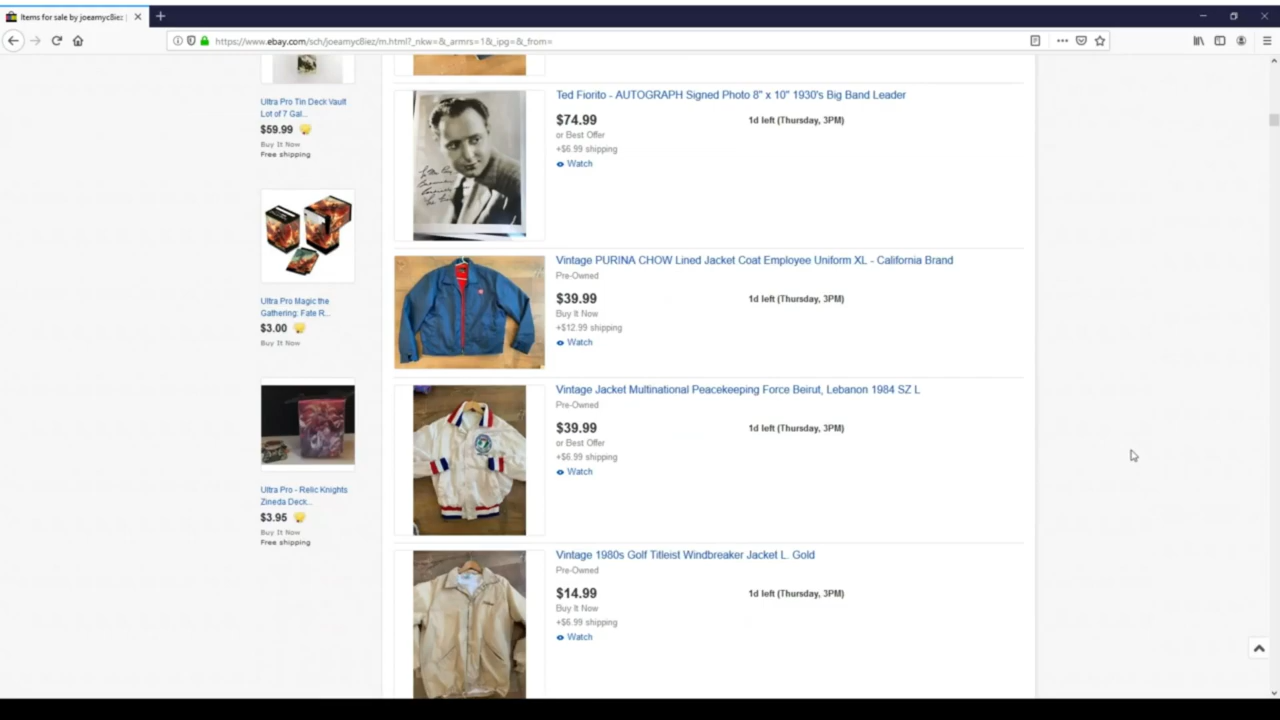 Items for sale by joeamyc8iez |
https://www.ebay.com/sch/joeamyc8iez/m.html?_nkw=&_armrs=1&_ipg=&_from=
Ultra Pro Tin Deck Vault
Lot of 7 Gal...
$59.99
Buy It Now
Free shipping
Ultra Pro Magic the
Gathering: Fate R...
$3.00
Buy It Now
Ultra Pro - Relic Knights
Zineda Deck...
$3.95
Buy It Now
Free shipping
Ted Fiorito - AUTOGRAPH Signed Photo 8" x 10" 1930's Big Band Leader
$74.99
1d left (Thursday, 3PM)
or Best Offer
+$6.99 shipping
Watch
Vintage PURINA CHOW Lined Jacket Coat Employee Uniform XL - California Brand
Pre-Owned
$39.99
1d left (Thursday, 3PM)
Buy It Now
+$12.99 shipping
Watch
Vintage Jacket Multinational Peacekeeping Force Beirut, Lebanon 1984 SZ L
Pre-Owned
$39.99
1d left (Thursday, 3PM)
or Best Offer
+$6.99 shipping
Watch
Vintage 1980s Golf Titleist Windbreaker Jacket L. Gold
Pre-Owned
$14.99
1d left (Thursday, 3PM)
Buy It Now
+$6.99 shipping
Watch